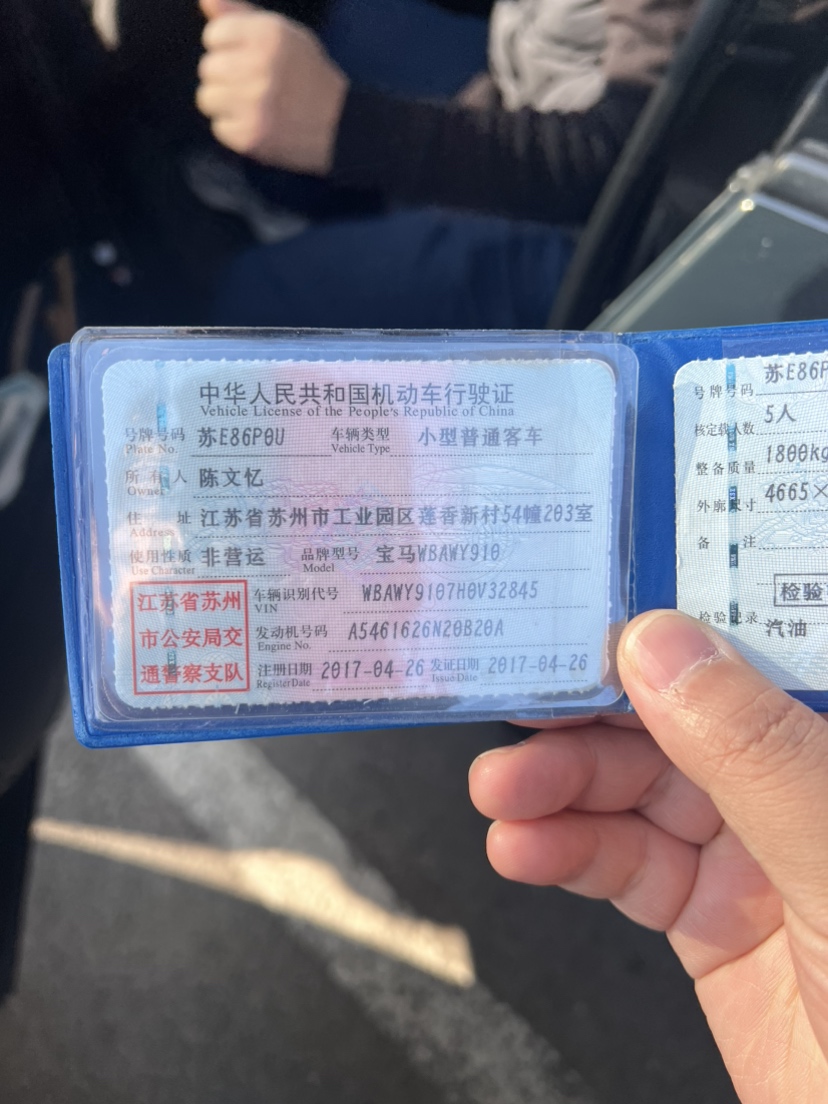 中华人民共和国机动车行驶证
Vehicle License of the People's Republic of China
号牌号码 苏E86P0U 车辆类型 小型普通客车
Plate No. Vehicle Type
所有人 陈文忆
Owner
住址 江苏省苏州市工业园区莲香新村54幢203室
Address
使用性质 非营运 品牌型号 宝马WBAWY910
Use Character Model
江苏省苏州
市公安局交
通警察支队
车辆识别代号 WBAWY9107H0V32845
VIN
发动机号码 A5461626N20B20A
Engine No.
注册日期 2017-04-26 发证日期 2017-04-26
Register Date Issue Date
号牌号码 苏E86P
核定载人数 5人
整备质量 1800kg
外廓尺寸 4665×
备注
检验
检验记录 汽油